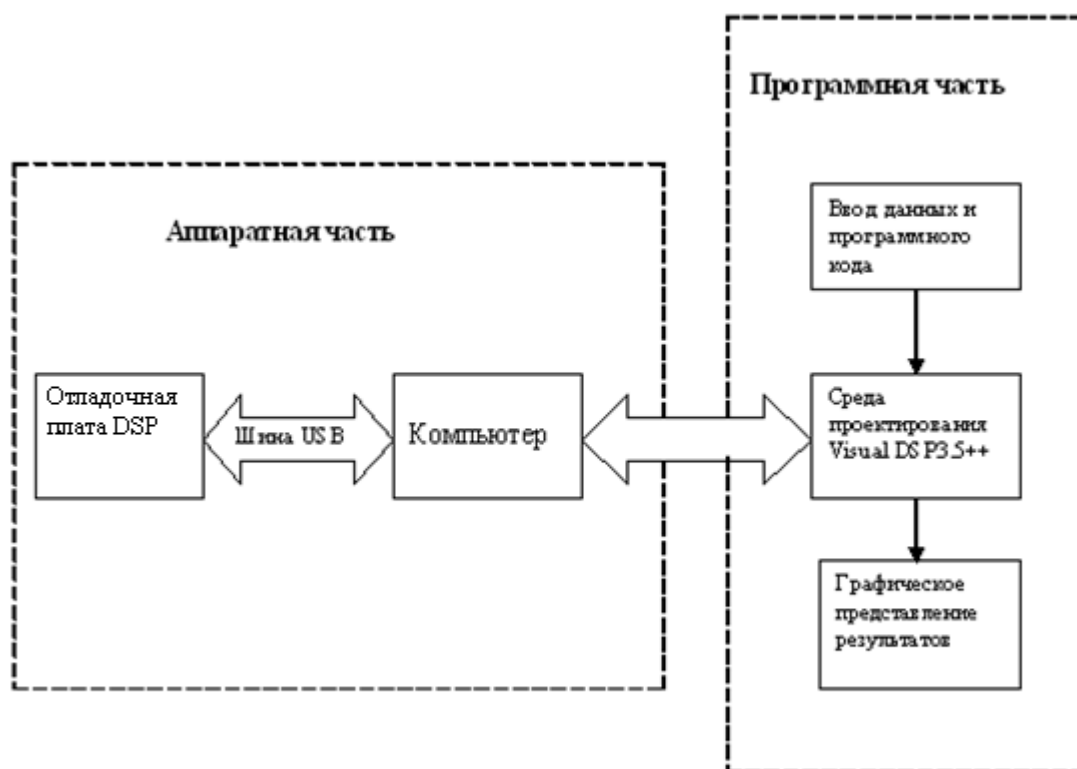 Программная часть
Аппаратная часть
Ввод данных и
программного
кода
Отладочная
плата DSP
Шина USB
Компьютер
Среда
проектирования
Visual DSP3.5++
Графическое
представление
результатов